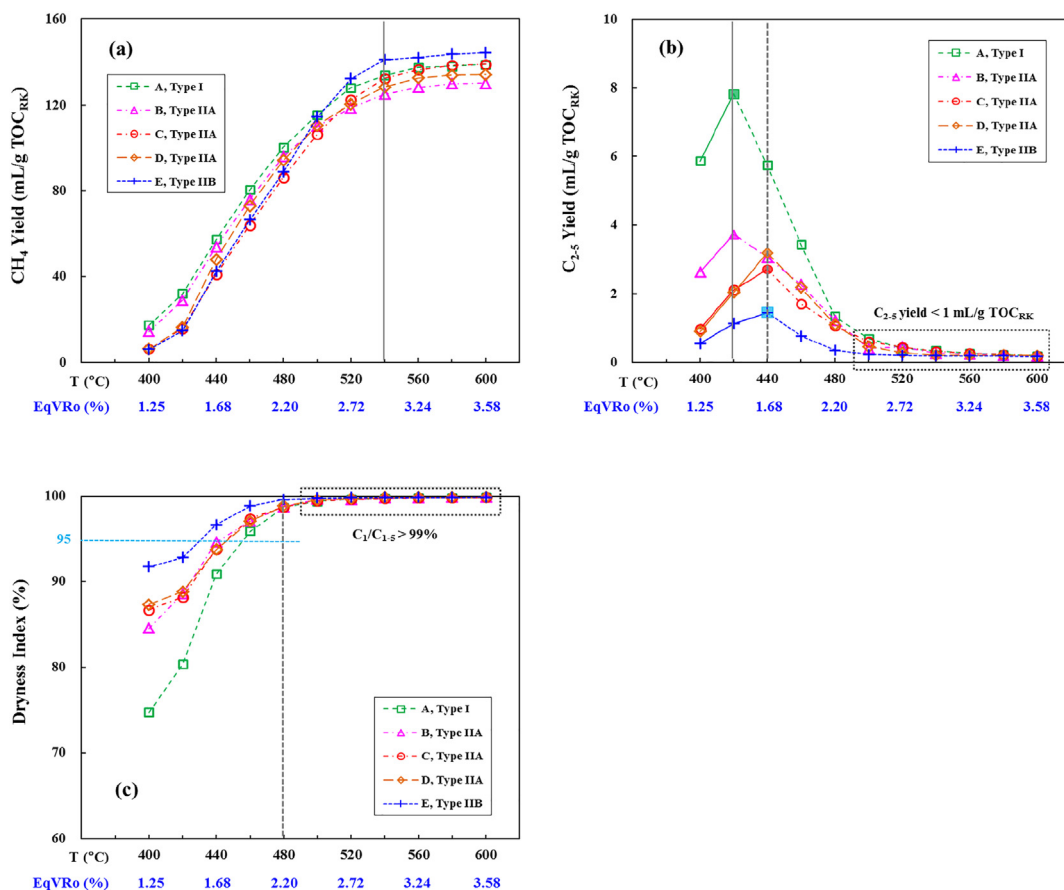 (a)
CH4 Yield (mL/g TOCRK)
160
120
80
40
0
A, Type I
B, Type IIA
C, Type IIA
D, Type IIA
E, Type IIB
T (°C) 400 440 480 520 560 600
EqVRo (%) 1.25 1.68 2.20 2.72 3.24 3.58
(b)
C2-5 Yield (mL/g TOCRK)
10
8
6
4
2
0
A, Type I
B, Type IIA
C, Type IIA
D, Type IIA
E, Type IIB
C2-5 yield < 1 mL/g TOCRK
T (°C) 400 440 480 520 560 600
EqVRo (%) 1.25 1.68 2.20 2.72 3.24 3.58
Dryness Index (%)
100
95
90
80
70
60
C1/C1-5 > 99%
A, Type I
B, Type IIA
C, Type IIA
D, Type IIA
E, Type IIB
(c)
T (°C) 400 440 480 520 560 600
EqVRo (%) 1.25 1.68 2.20 2.72 3.24 3.58